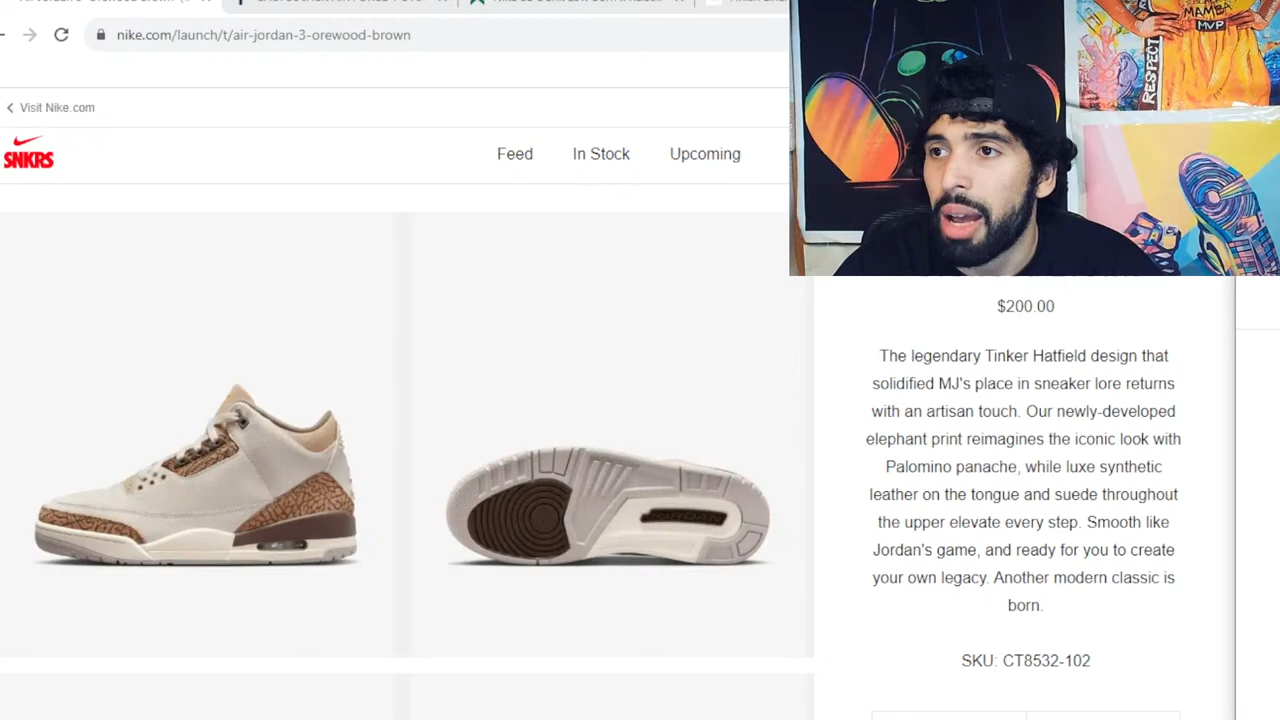 nike.com/launch/t/air-jordan-3-orewood-brown
Visit Nike.com
SNKRS
Feed
In Stock
Upcoming
MAMBA
MVP
RESPECT
$200.00
The legendary Tinker Hatfield design that
solidified MJ's place in sneaker lore returns
with an artisan touch. Our newly-developed
elephant print reimagines the iconic look with
Palomino panache, while luxe synthetic
leather on the tongue and suede throughout
the upper elevate every step. Smooth like
Jordan's game, and ready for you to create
your own legacy. Another modern classic is
born.
SKU: CT8532-102